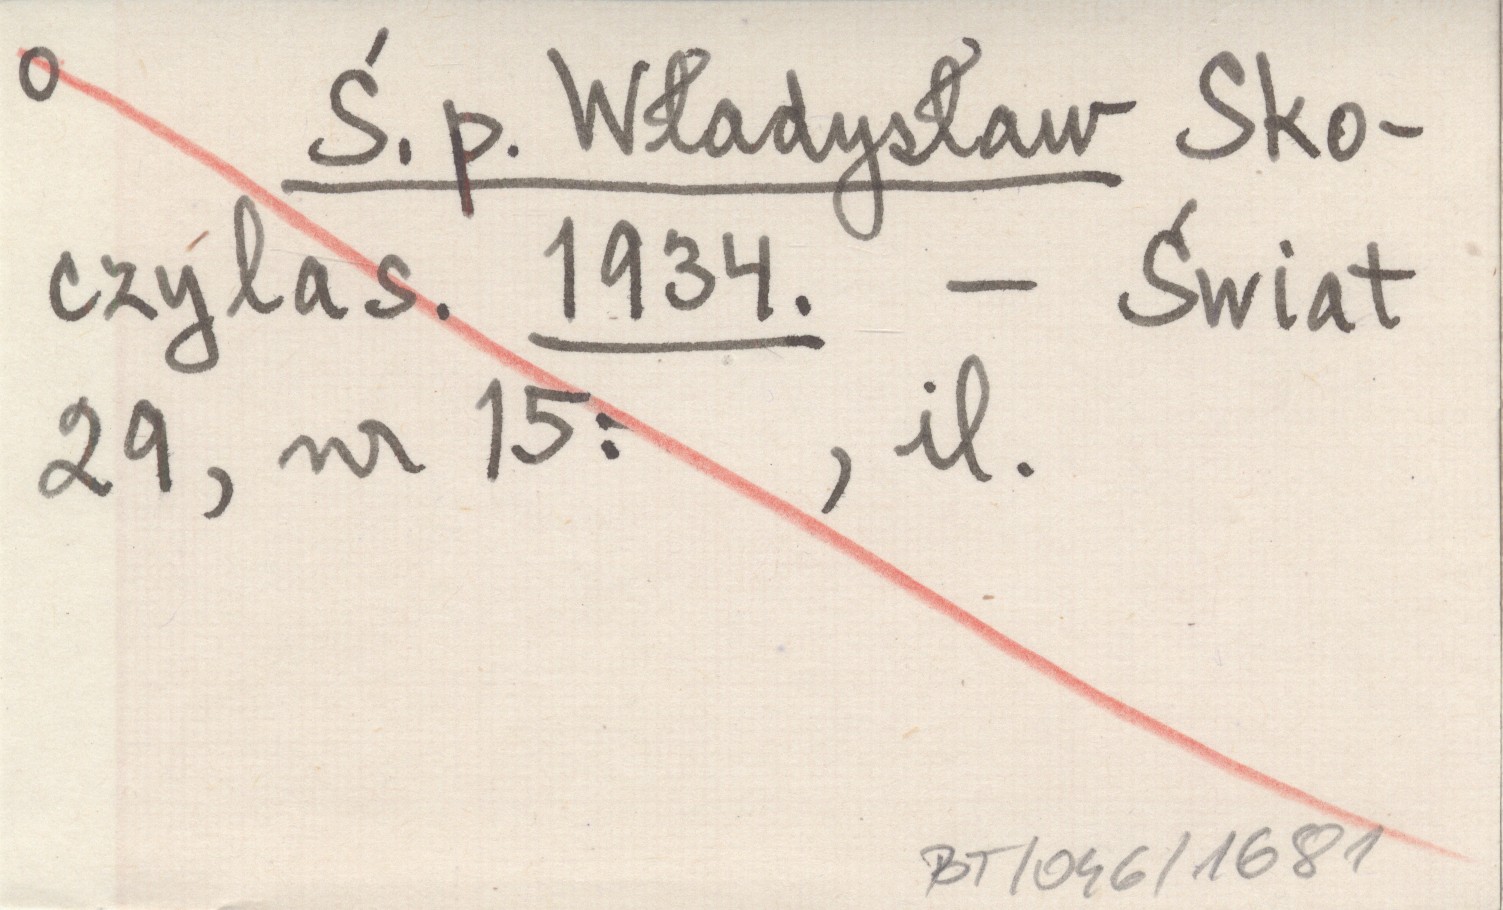 o Ś. p. Władysław Sko-
czylas. 1934. – Świat
29, nr 15:      , il.
BT/046/1681